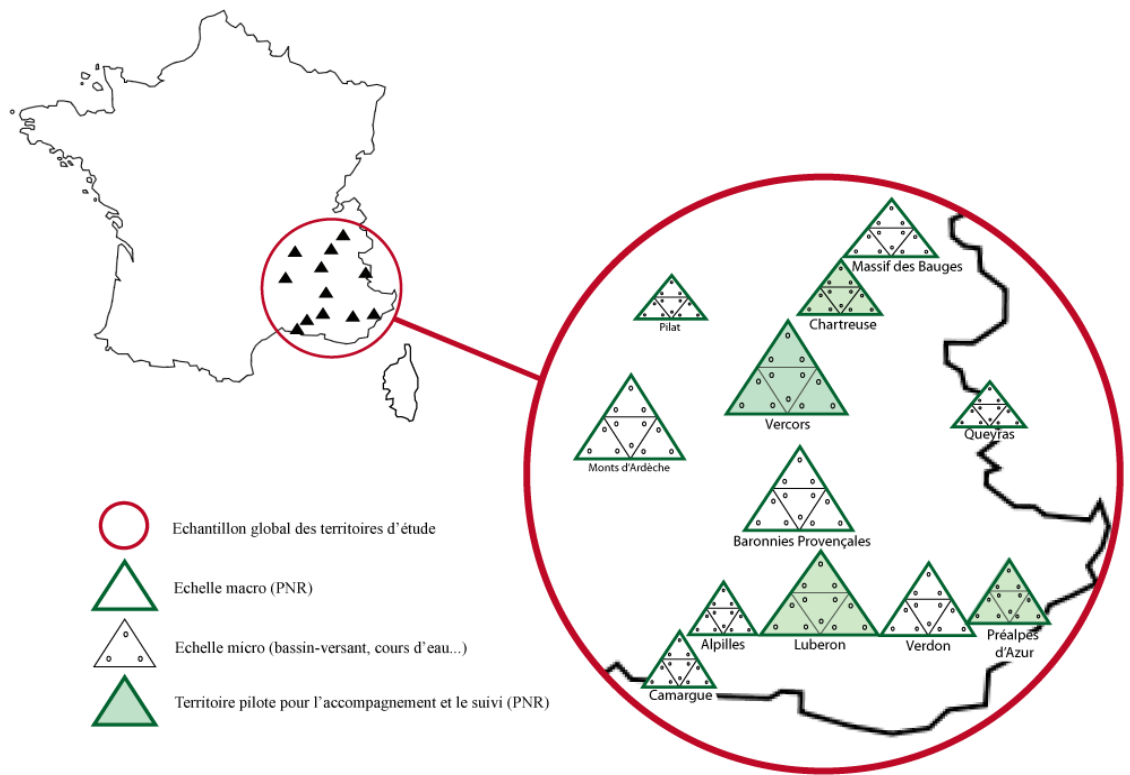 Massif des Bauges
Chartreuse
Pilat
Vercors
Queyras
Monts d'Ardèche
Baronnies Provençales
Alpilles
Luberon
Verdon
Préalpes
d'Azur
Camargue
Echantillon global des territoires d'étude
Echelle macro (PNR)
Echelle micro (bassin-versant, cours d'eau...)
Territoire pilote pour l'accompagnement et le suivi (PNR)